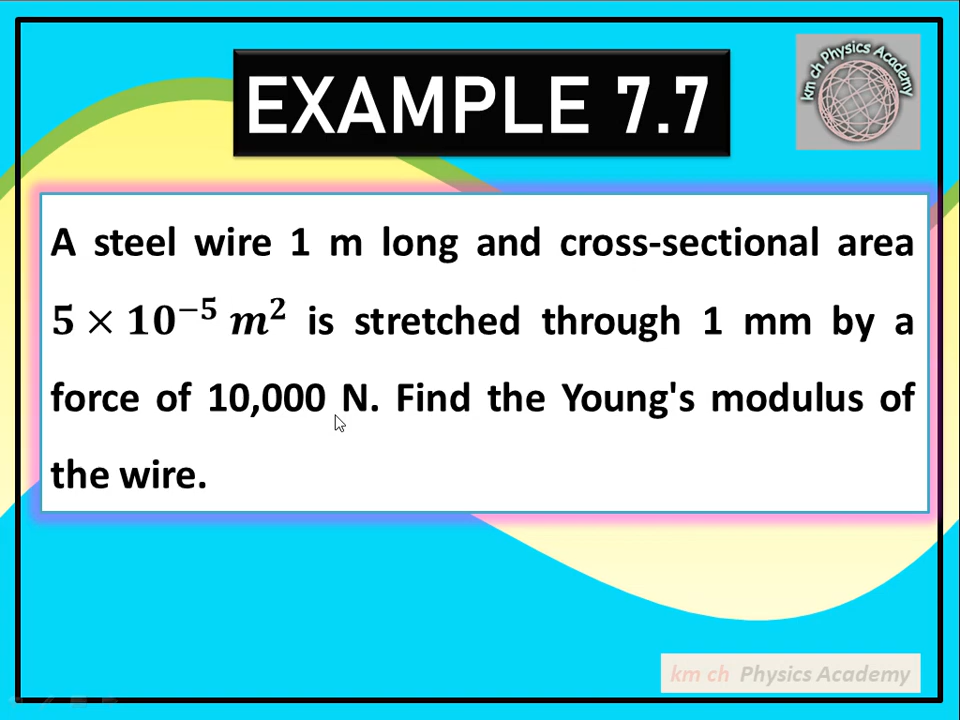 EXAMPLE 7.7
km ch Physics Academy
A steel wire 1 m long and cross-sectional area
5 × 10⁻⁵ m² is stretched through 1 mm by a
force of 10,000 N. Find the Young's modulus of
the wire.
km ch Physics Academy